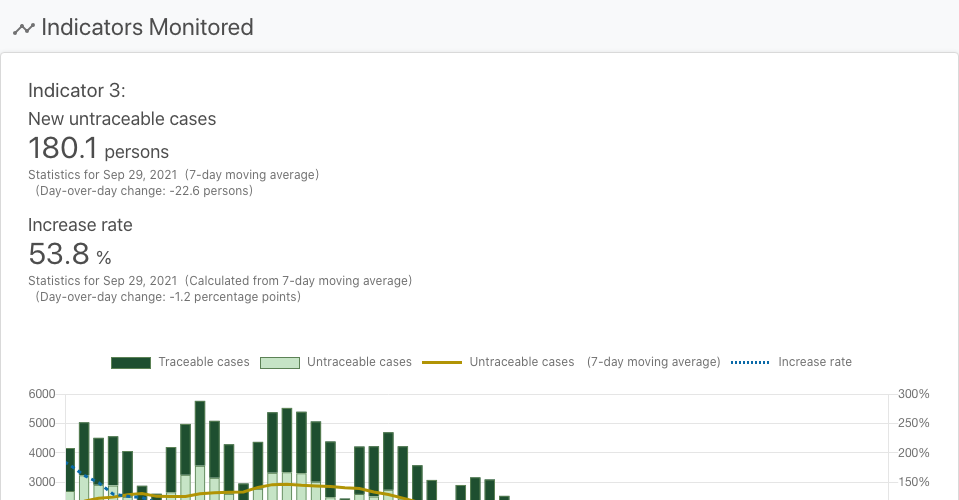 Indicators Monitored
Indicator 3:
New untraceable cases
180.1 persons
Statistics for Sep 29, 2021 (7-day moving average)
(Day-over-day change: -22.6 persons)
Increase rate
53.8 %
Statistics for Sep 29, 2021 (Calculated from 7-day moving average)
(Day-over-day change: -1.2 percentage points)
Traceable cases Untraceable cases Untraceable cases (7-day moving average) Increase rate
6000 300%
5000 250%
4000 200%
3000 150%